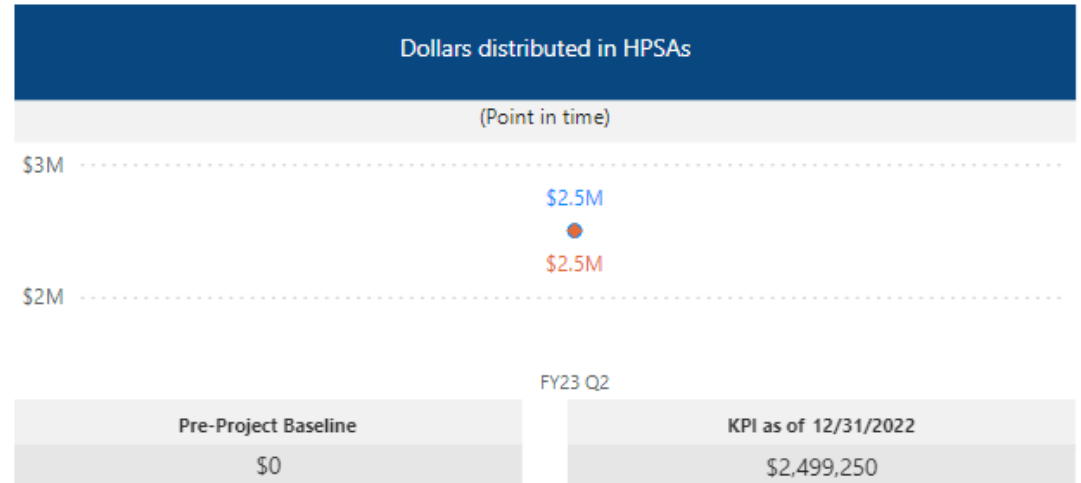 Dollars distributed in HPSAs
(Point in time)
$3M
$2.5M
$2.5M
$2M
FY23 Q2
Pre-Project Baseline
KPI as of 12/31/2022
$0
$2,499,250